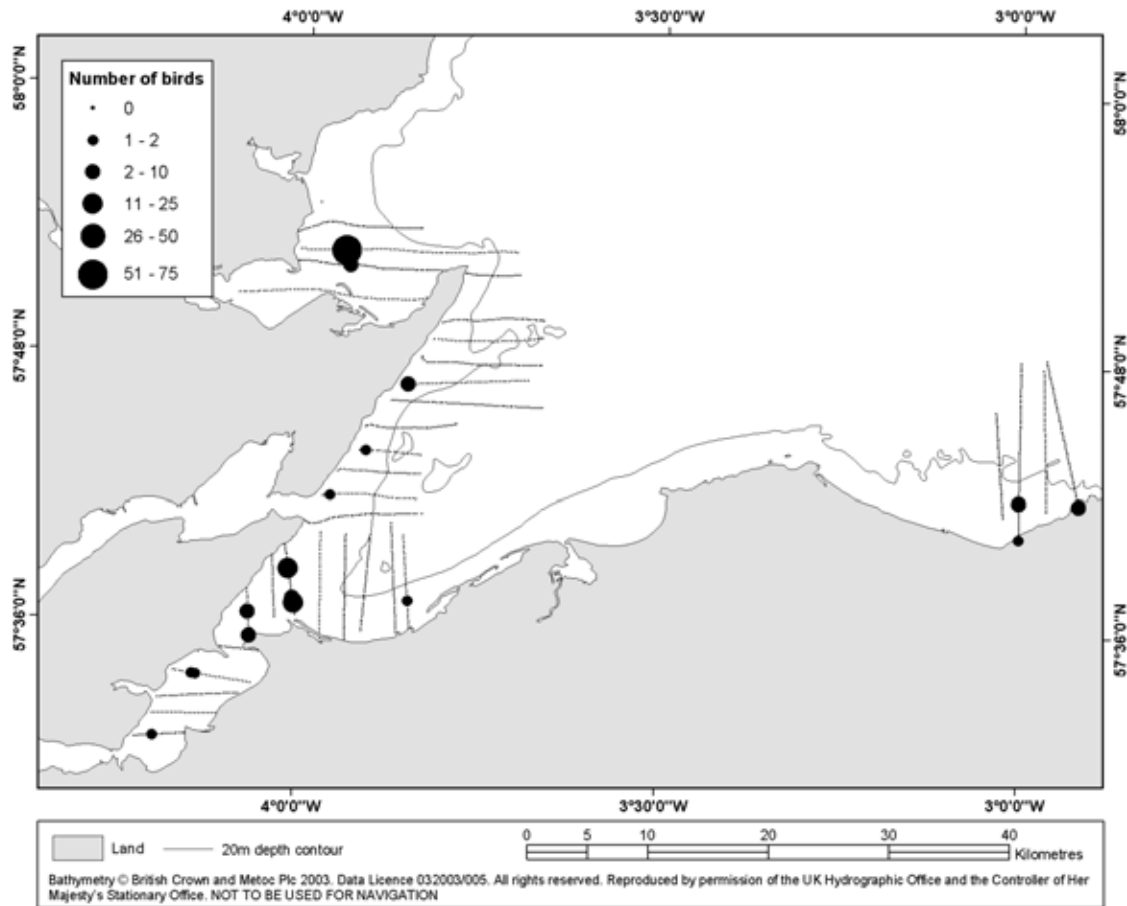 4°0'0"W 3°30'0"W 3°0'0"W
58°0'0"N 58°0'0"N
Number of birds
0
1 - 2
2 - 10
11 - 25
26 - 50
51 - 75
57°48'0"N 57°48'0"N
57°36'0"N 57°36'0"N
4°0'0"W 3°30'0"W 3°0'0"W
Land 20m depth contour
0 5 10 20 30 40
Kilometres
Bathymetry © British Crown and Metoc Plc 2003. Data Licence 032003/005. All rights reserved. Reproduced by permission of the UK Hydrographic Office and the Controller of Her
Majesty's Stationary Office. NOT TO BE USED FOR NAVIGATION